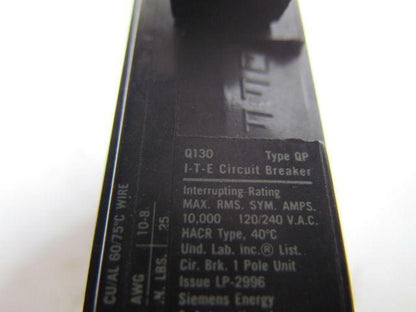 ITE
Q130 Type QP
I-T-E Circuit Breaker
Interrupting Rating
MAX. RMS. SYM. AMPS.
10,000 120/240 V.A.C.
HACR Type, 40°C
Und. Lab. inc.® List.
Cir. Brk. 1 Pole Unit
Issue LP-2996
Siemens Energy
CU/AL 60/75°C WIRE
AWG 10-8
.N. LBS. 25